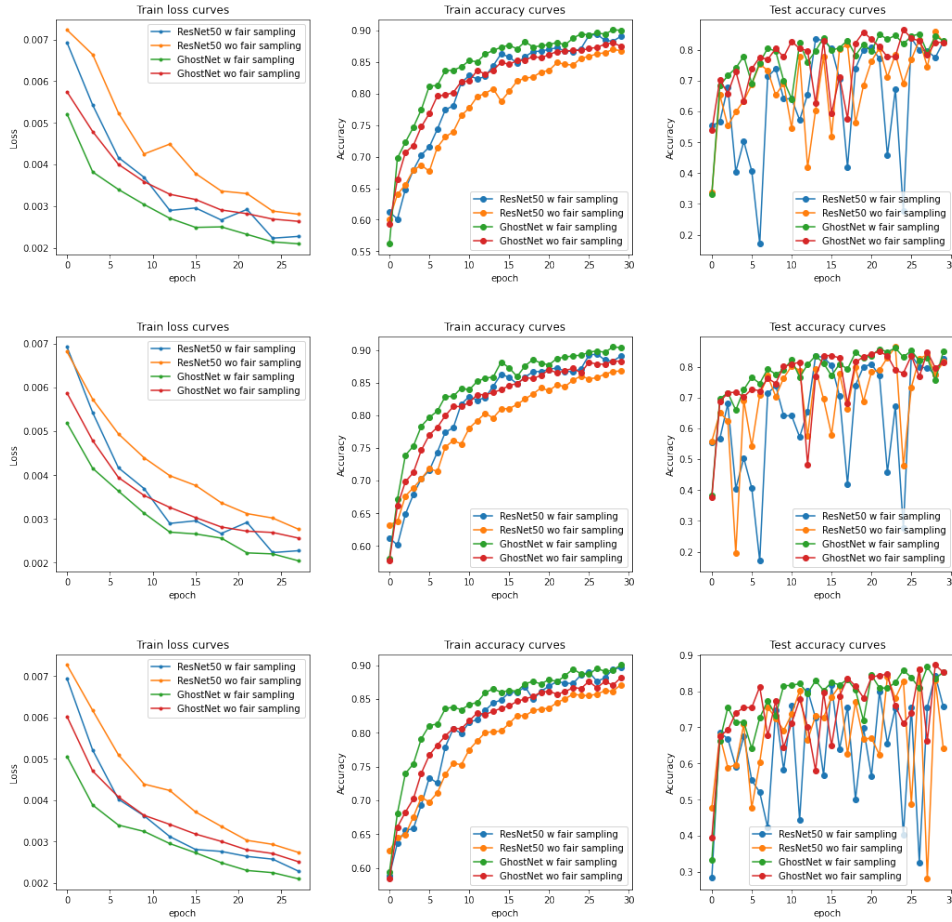 Train loss curves
Loss
0.007
0.006
0.005
0.004
0.003
0.002
0 5 10 15 20 25
epoch
ResNet50 w fair sampling
ResNet50 wo fair sampling
GhostNet w fair sampling
GhostNet wo fair sampling
Train accuracy curves
Accuracy
0.90
0.85
0.80
0.75
0.70
0.65
0.60
0.55
0 5 10 15 20 25 30
epoch
ResNet50 w fair sampling
ResNet50 wo fair sampling
GhostNet w fair sampling
GhostNet wo fair sampling
Test accuracy curves
Accuracy
0.8
0.7
0.6
0.5
0.4
0.3
0.2
0 5 10 15 20 25 30
epoch
ResNet50 w fair sampling
ResNet50 wo fair sampling
GhostNet w fair sampling
GhostNet wo fair sampling
Train loss curves
Loss
0.007
0.006
0.005
0.004
0.003
0.002
0 5 10 15 20 25
epoch
ResNet50 w fair sampling
ResNet50 wo fair sampling
GhostNet w fair sampling
GhostNet wo fair sampling
Train accuracy curves
Accuracy
0.90
0.85
0.80
0.75
0.70
0.65
0.60
0 5 10 15 20 25 30
epoch
ResNet50 w fair sampling
ResNet50 wo fair sampling
GhostNet w fair sampling
GhostNet wo fair sampling
Test accuracy curves
Accuracy
0.8
0.7
0.6
0.5
0.4
0.3
0.2
0 5 10 15 20 25 30
epoch
ResNet50 w fair sampling
ResNet50 wo fair sampling
GhostNet w fair sampling
GhostNet wo fair sampling
Train loss curves
Loss
0.007
0.006
0.005
0.004
0.003
0.002
0 5 10 15 20 25
epoch
ResNet50 w fair sampling
ResNet50 wo fair sampling
GhostNet w fair sampling
GhostNet wo fair sampling
Train accuracy curves
Accuracy
0.90
0.85
0.80
0.75
0.70
0.65
0.60
0 5 10 15 20 25 30
epoch
ResNet50 w fair sampling
ResNet50 wo fair sampling
GhostNet w fair sampling
GhostNet wo fair sampling
Test accuracy curves
Accuracy
0.9
0.8
0.7
0.6
0.5
0.4
0.3
0 5 10 15 20 25 30
epoch
ResNet50 w fair sampling
ResNet50 wo fair sampling
GhostNet w fair sampling
GhostNet wo fair sampling